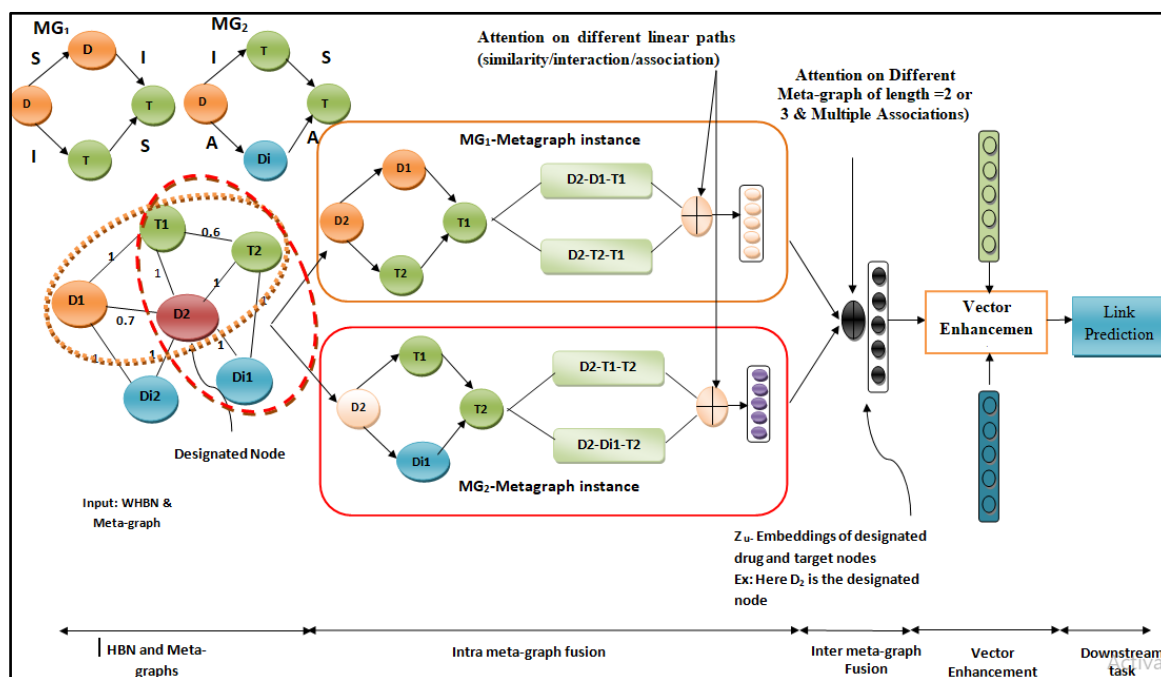 MG₁
MG₂
S
D
I
D
T
I
T
S
I
T
S
D
T
A
Di
A
Attention on different linear paths
(similarity/interaction/association)
Attention on Different
Meta-graph of length =2 or
3 & Multiple Associations)
T1
0.6
T2
1
1
1
1
D1
0.7
D2
1
1
1
Di2
Di1
Designated Node
Input: WHBN &
Meta-graph
MG₁-Metagraph instance
D1
D2
T1
T2
D2-D1-T1
D2-T2-T1
T1
D2
T2
Di1
D2-T1-T2
D2-Di1-T2
MG₂-Metagraph instance
Vector
Enhancemen
Link
Prediction
Z u- Embeddings of designated
drug and target nodes
Ex: Here D₂ is the designated
node
HBN and Meta-
graphs
Intra meta-graph fusion
Inter meta-graph
Fusion
Vector
Enhancement
Downstream
task
Activa